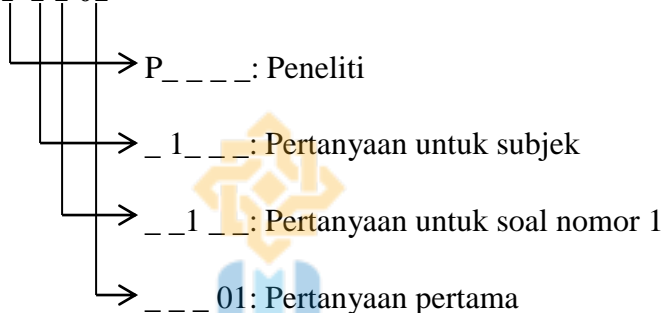 P_ _ _ _: Peneliti
_ 1_ _ _: Pertanyaan untuk subjek
_ _1 _ _: Pertanyaan untuk soal nomor 1
_ _ _ 01: Pertanyaan pertama